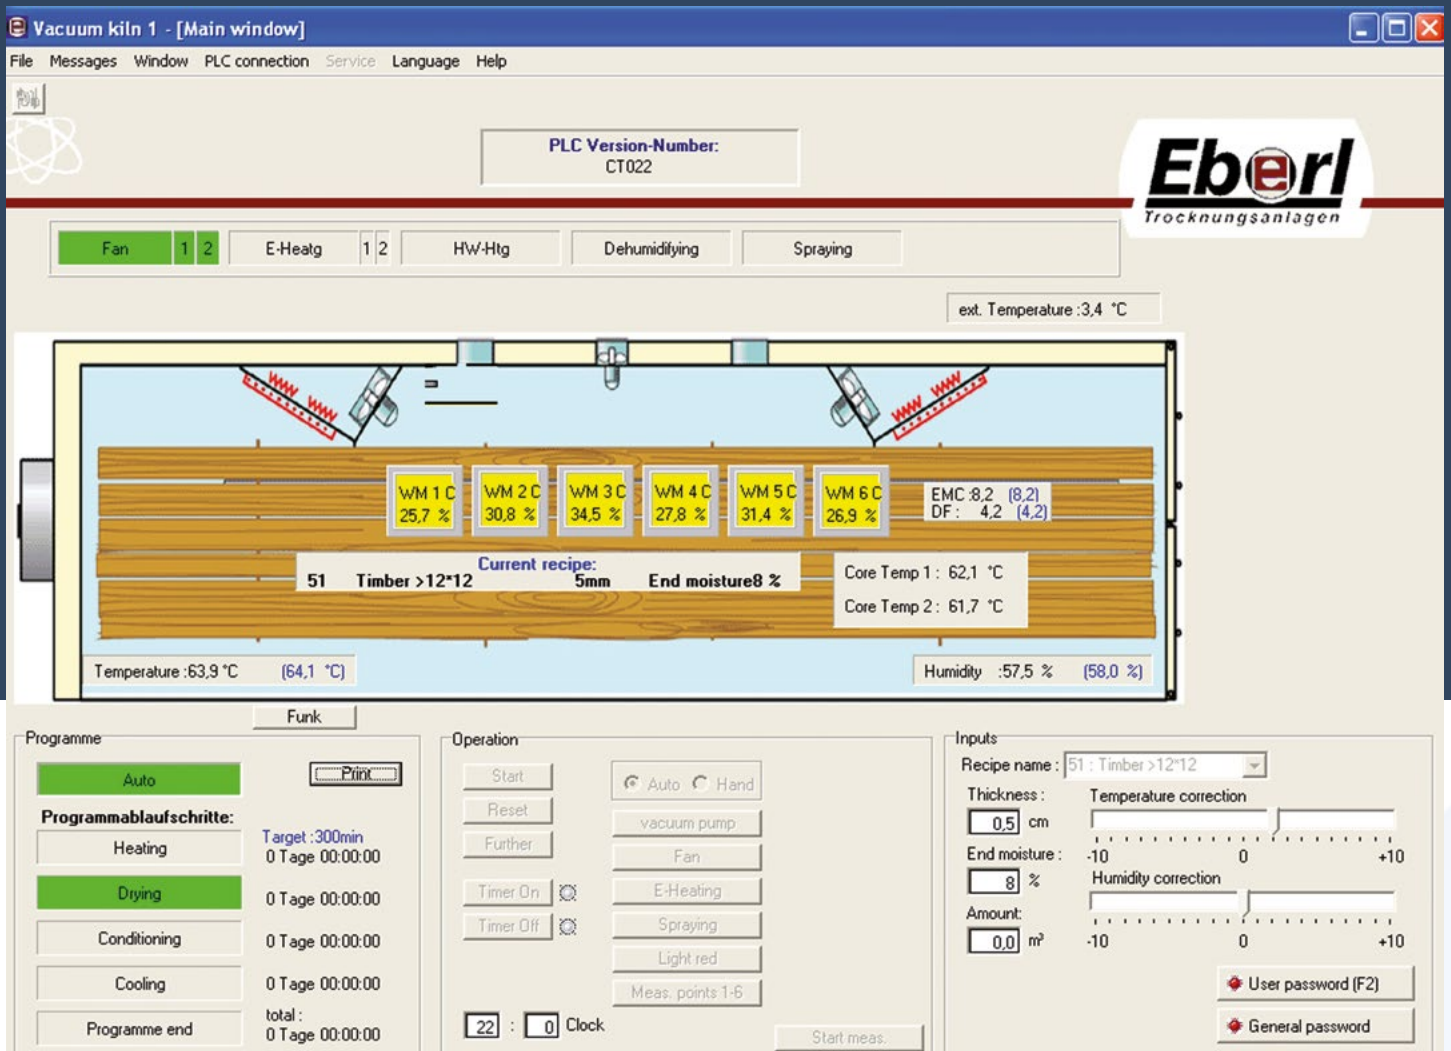 Vacuum kiln 1 - [Main window]
File Messages Window PLC connection Service Language Help
PLC Version-Number:
CT022
Eberl
Trocknungsanlagen
Fan 1 2 E-Heatg 1 2 HW-Htg Dehumidifying Spraying
ext. Temperature :3,4 °C
WM 1 C WM 2 C WM 3 C WM 4 C WM 5 C WM 6 C
25,7 % 30,8 % 34,5 % 27,8 % 31,4 % 26,9 %
EMC :8,2 (8,2)
DF : 4,2 (4,2)
Current recipe:
51 Timber >12*12 5mm End moisture8 %
Core Temp 1 : 62,1 °C
Core Temp 2 : 61,7 °C
Temperature :63,9 °C (64,1 °C)
Humidity :57,5 % (58,0 %)
Funk
Programme
Auto
Print
Programmablaufschritte:
Heating
Target :300min
0 Tage 00:00:00
Drying
0 Tage 00:00:00
Conditioning
0 Tage 00:00:00
Cooling
0 Tage 00:00:00
Programme end
total :
0 Tage 00:00:00
Operation
Start
Reset
Further
Timer On
Timer Off
Auto Hand
vacuum pump
Fan
E-Heating
Spraying
Light red
Meas. points 1-6
22 : 0 Clock
Start meas.
Inputs
Recipe name : 51 : Timber >12*12
Thickness :
0,5 cm
End moisture :
8 %
Amount:
0,0 m³
Temperature correction
-10 0 +10
Humidity correction
-10 0 +10
User password (F2)
General password